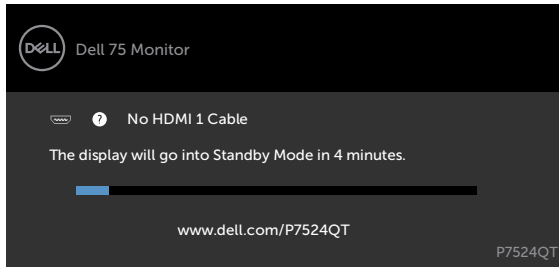 DELL Dell 75 Monitor
? No HDMI 1 Cable
The display will go into Standby Mode in 4 minutes.
www.dell.com/P7524QT
P7524QT